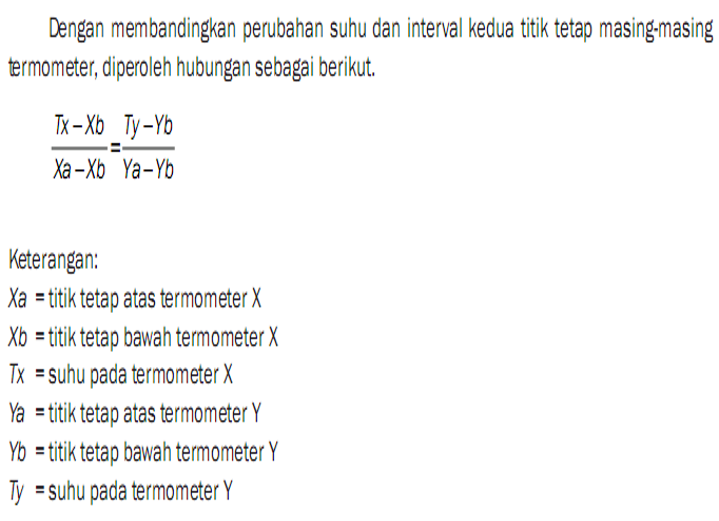 Dengan membandingkan perubahan suhu dan interval kedua titik tetap masing-masing
termometer, diperoleh hubungan sebagai berikut.
Tx – Xb Ty – Yb
=
Xa – Xb Ya – Yb
Keterangan:
Xa = titik tetap atas termometer X
Xb = titik tetap bawah termometer X
Tx = suhu pada termometer X
Ya = titik tetap atas termometer Y
Yb = titik tetap bawah termometer Y
Ty = suhu pada termometer Y